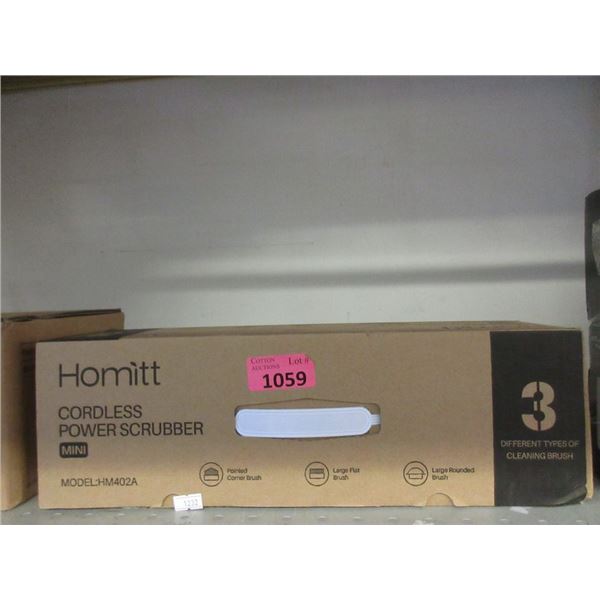 Homitt
CORDLESS
POWER SCRUBBER
MINI
MODEL:HM402A
COTTON
AUCTIONS
Lot #
1059
Pointed
Corner Brush
Large Flat
Brush
Large Rounded
Brush
3
DIFFERENT TYPES OF
CLEANING BRUSH